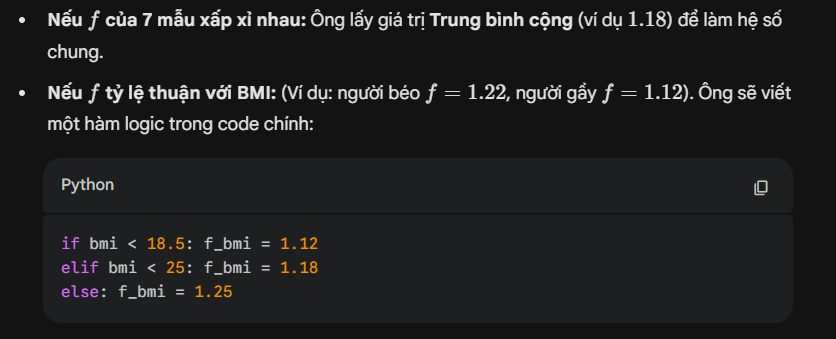 • Nếu f của 7 mẫu xấp xỉ nhau: Ông lấy giá trị Trung bình cộng (ví dụ 1.18) để làm hệ số
chung.
• Nếu f tỷ lệ thuận với BMI: (Ví dụ: người béo f = 1.22, người gầy f = 1.12). Ông sẽ viết
một hàm logic trong code chính:
Python
if bmi < 18.5: f_bmi = 1.12
elif bmi < 25: f_bmi = 1.18
else: f_bmi = 1.25